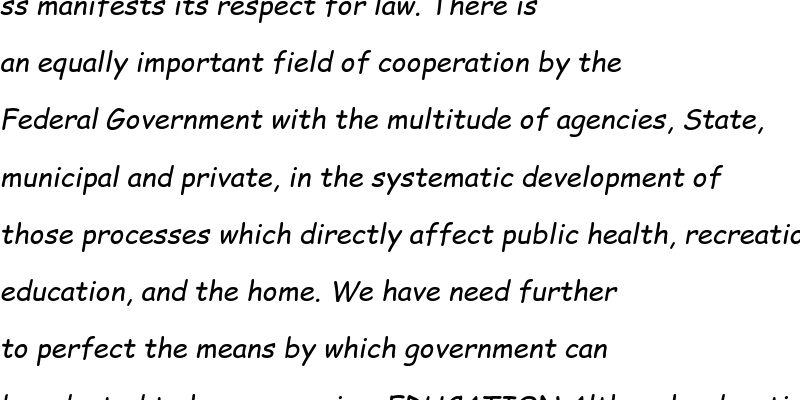 ss manifests its respect for law. There is
an equally important field of cooperation by the
Federal Government with the multitude of agencies, State,
municipal and private, in the systematic development of
those processes which directly affect public health, recreatio
education, and the home. We have need further
to perfect the means by which government can